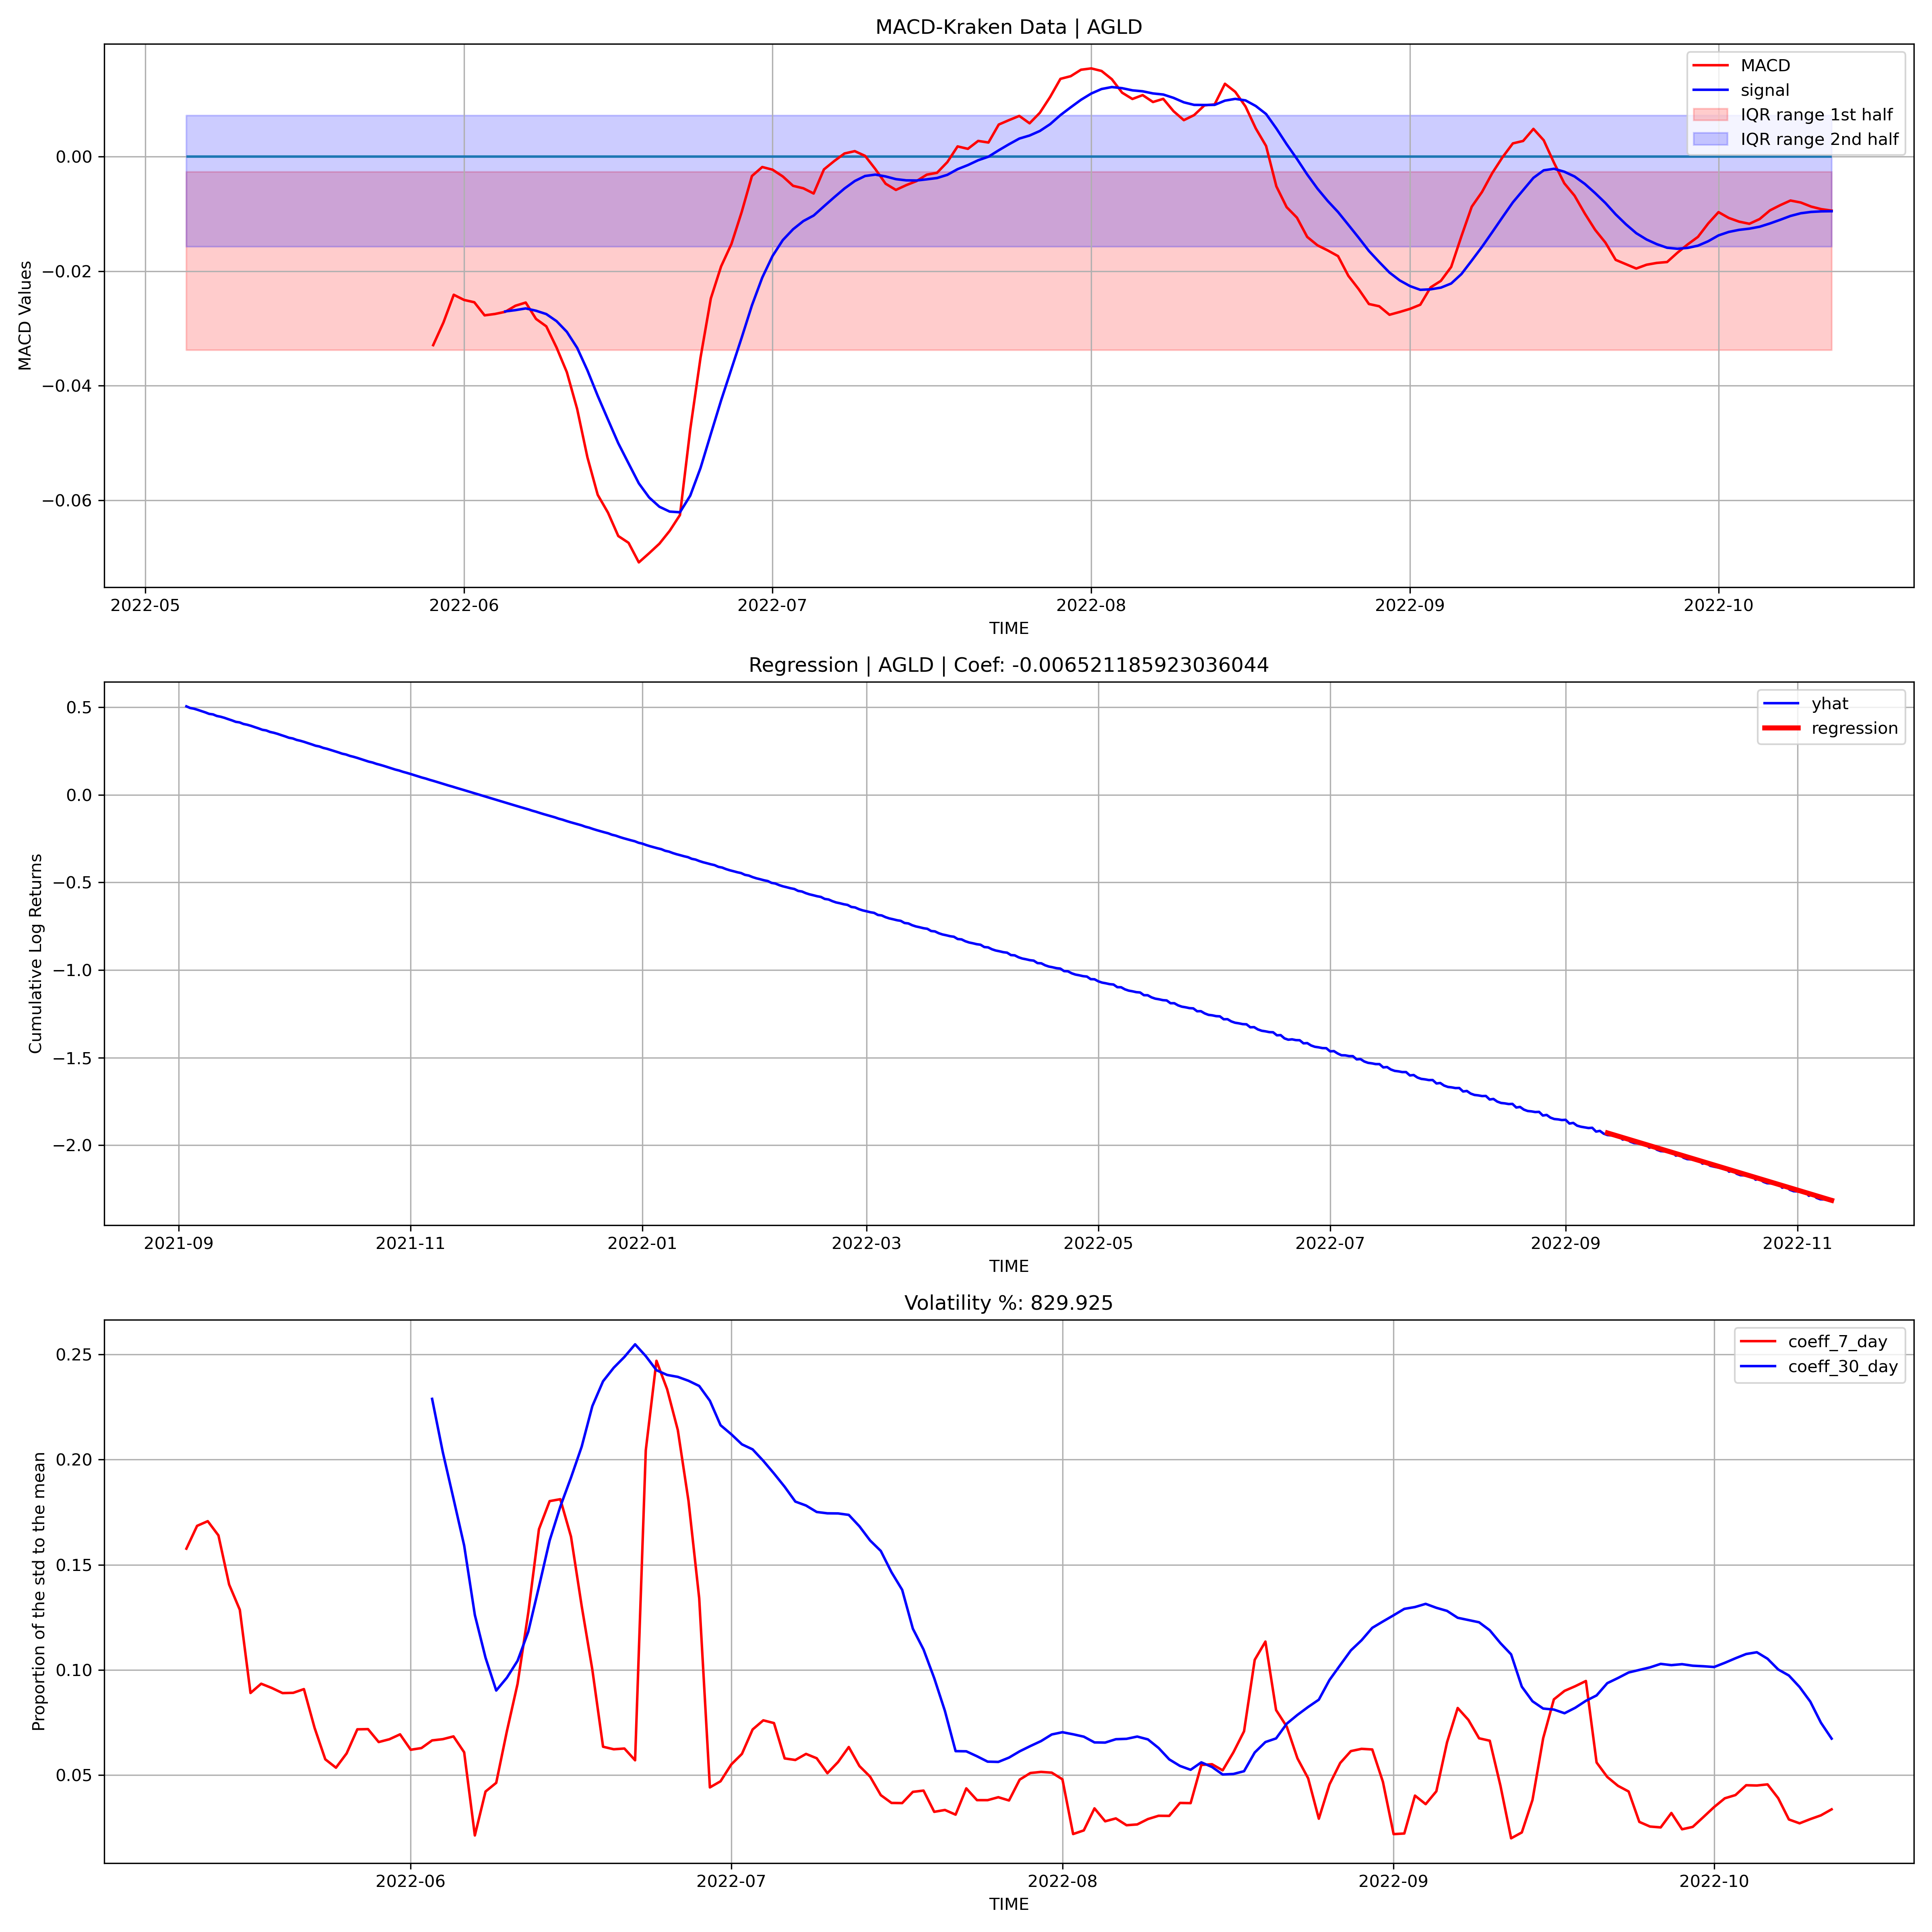 MACD-Kraken Data | AGLD
MACD
signal
IQR range 1st half
IQR range 2nd half
0.00
−0.02
−0.04
−0.06
MACD Values
2022-05 2022-06 2022-07 2022-08 2022-09 2022-10
TIME
Regression | AGLD | Coef: -0.006521185923036044
yhat
regression
0.5
0.0
−0.5
−1.0
−1.5
−2.0
Cumulative Log Returns
2021-09 2021-11 2022-01 2022-03 2022-05 2022-07 2022-09 2022-11
TIME
Volatility %: 829.925
coeff_7_day
coeff_30_day
0.25
0.20
0.15
0.10
0.05
Proportion of the std to the mean
2022-06 2022-07 2022-08 2022-09 2022-10
TIME